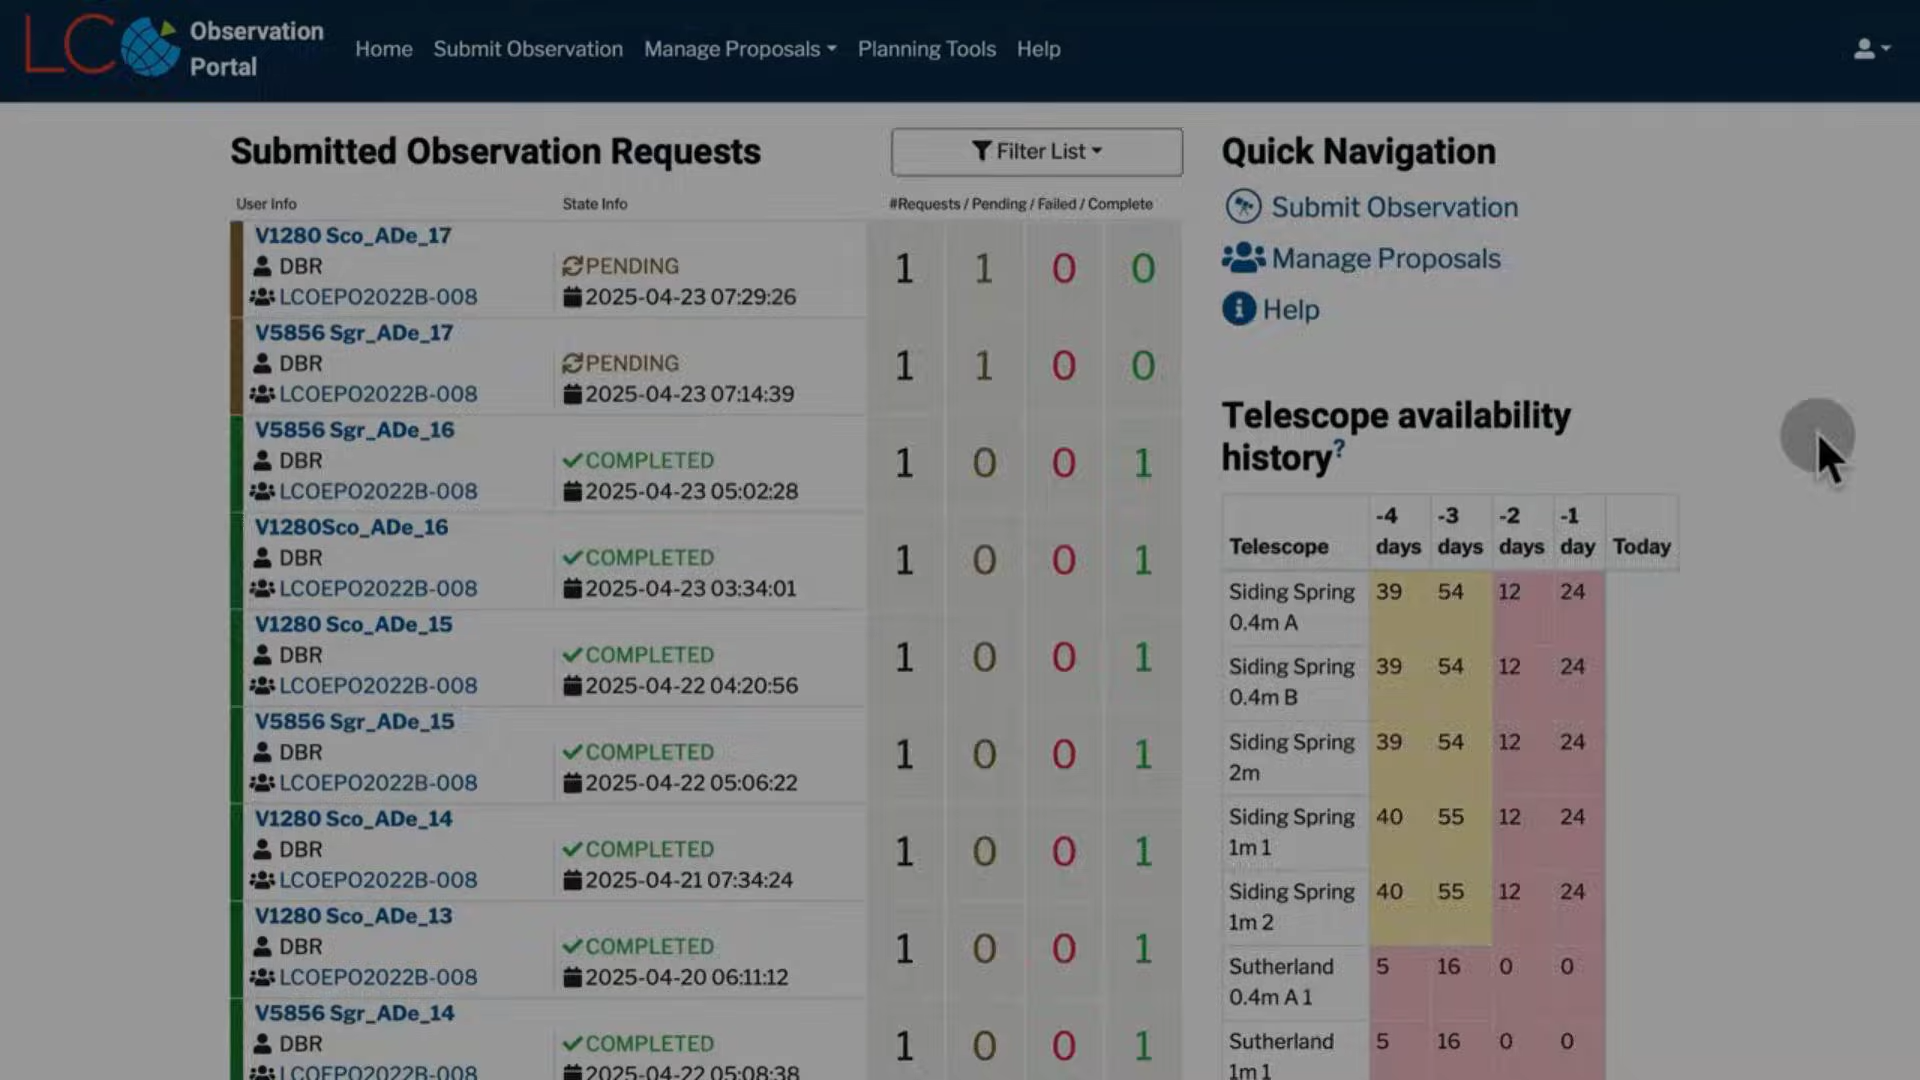 LCO Observation
Portal
Home Submit Observation Manage Proposals Planning Tools Help
Submitted Observation Requests
Filter List
User Info State Info #Requests / Pending / Failed / Complete
V1280 Sco_ADe_17
DBR PENDING
LCOEPO2022B-008 2025-04-23 07:29:26
1 1 0 0
V5856 Sgr_ADe_17
DBR PENDING
LCOEPO2022B-008 2025-04-23 07:14:39
1 1 0 0
V5856 Sgr_ADe_16
DBR COMPLETED
LCOEPO2022B-008 2025-04-23 05:02:28
1 0 0 1
V1280Sco_ADe_16
DBR COMPLETED
LCOEPO2022B-008 2025-04-23 03:34:01
1 0 0 1
V1280 Sco_ADe_15
DBR COMPLETED
LCOEPO2022B-008 2025-04-22 04:20:56
1 0 0 1
V5856 Sgr_ADe_15
DBR COMPLETED
LCOEPO2022B-008 2025-04-22 05:06:22
1 0 0 1
V1280 Sco_ADe_14
DBR COMPLETED
LCOEPO2022B-008 2025-04-21 07:34:24
1 0 0 1
V1280 Sco_ADe_13
DBR COMPLETED
LCOEPO2022B-008 2025-04-20 06:11:12
1 0 0 1
V5856 Sgr_ADe_14
DBR COMPLETED
LCOEPO2022B-008 2025-04-22 05:08:38
1 0 0 1
Quick Navigation
Submit Observation
Manage Proposals
Help
Telescope availability
history?
Telescope -4 days -3 days -2 days -1 day Today
Siding Spring 39 54 12 24
0.4m A
Siding Spring 39 54 12 24
0.4m B
Siding Spring 39 54 12 24
2m
Siding Spring 40 55 12 24
1m 1
Siding Spring 40 55 12 24
1m 2
Sutherland 5 16 0 0
0.4m A 1
Sutherland 5 16 0 0
1m 1